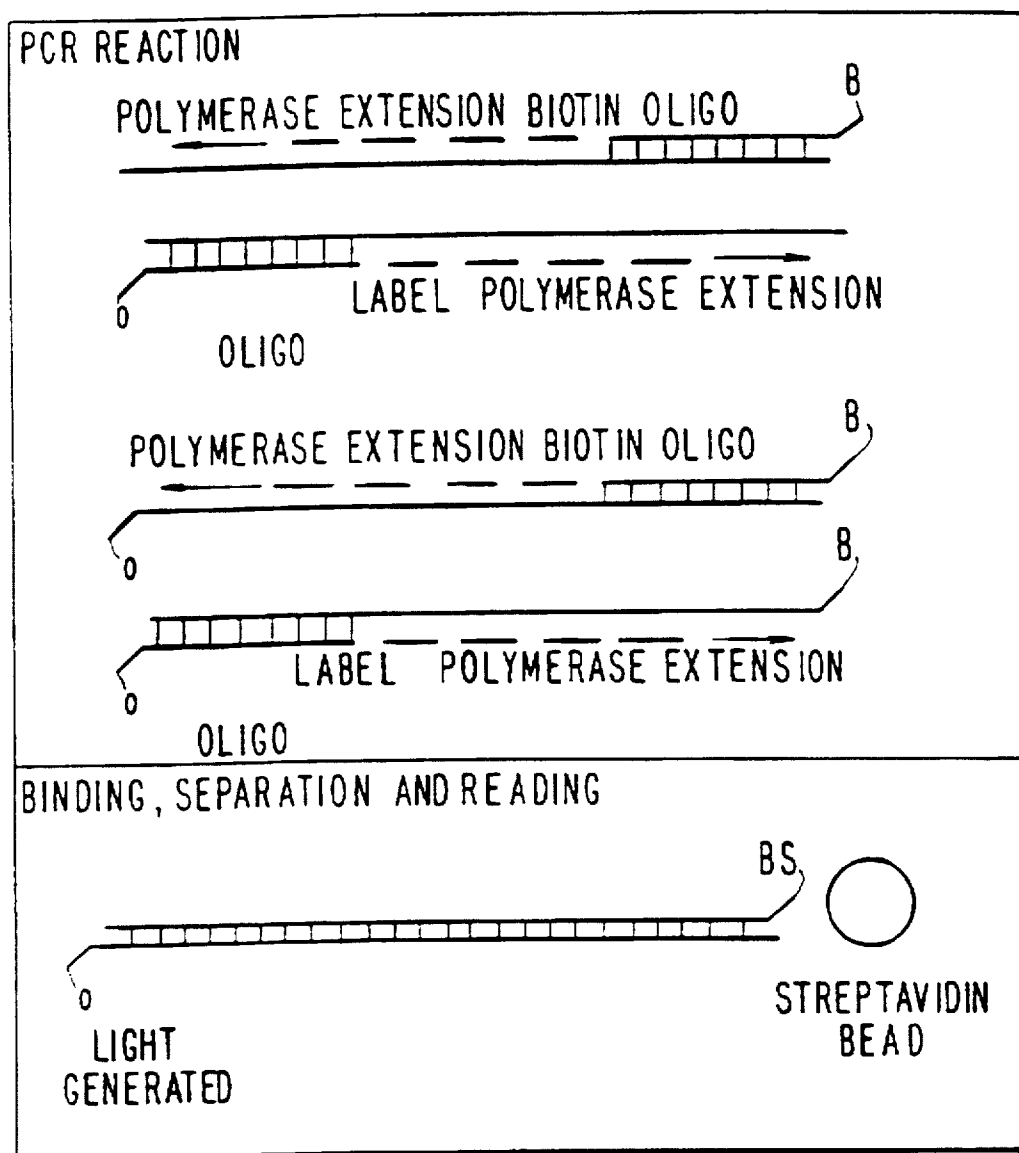 PCR REACTION
B
POLYMERASE EXTENSION BIOTIN OLIGO
LABEL POLYMERASE EXTENSION
O
OLIGO
B
POLYMERASE EXTENSION BIOTIN OLIGO
O
B
LABEL POLYMERASE EXTENSION
O
OLIGO
BINDING, SEPARATION AND READING
BS
O
STREPTAVIDIN
BEAD
LIGHT
GENERATED